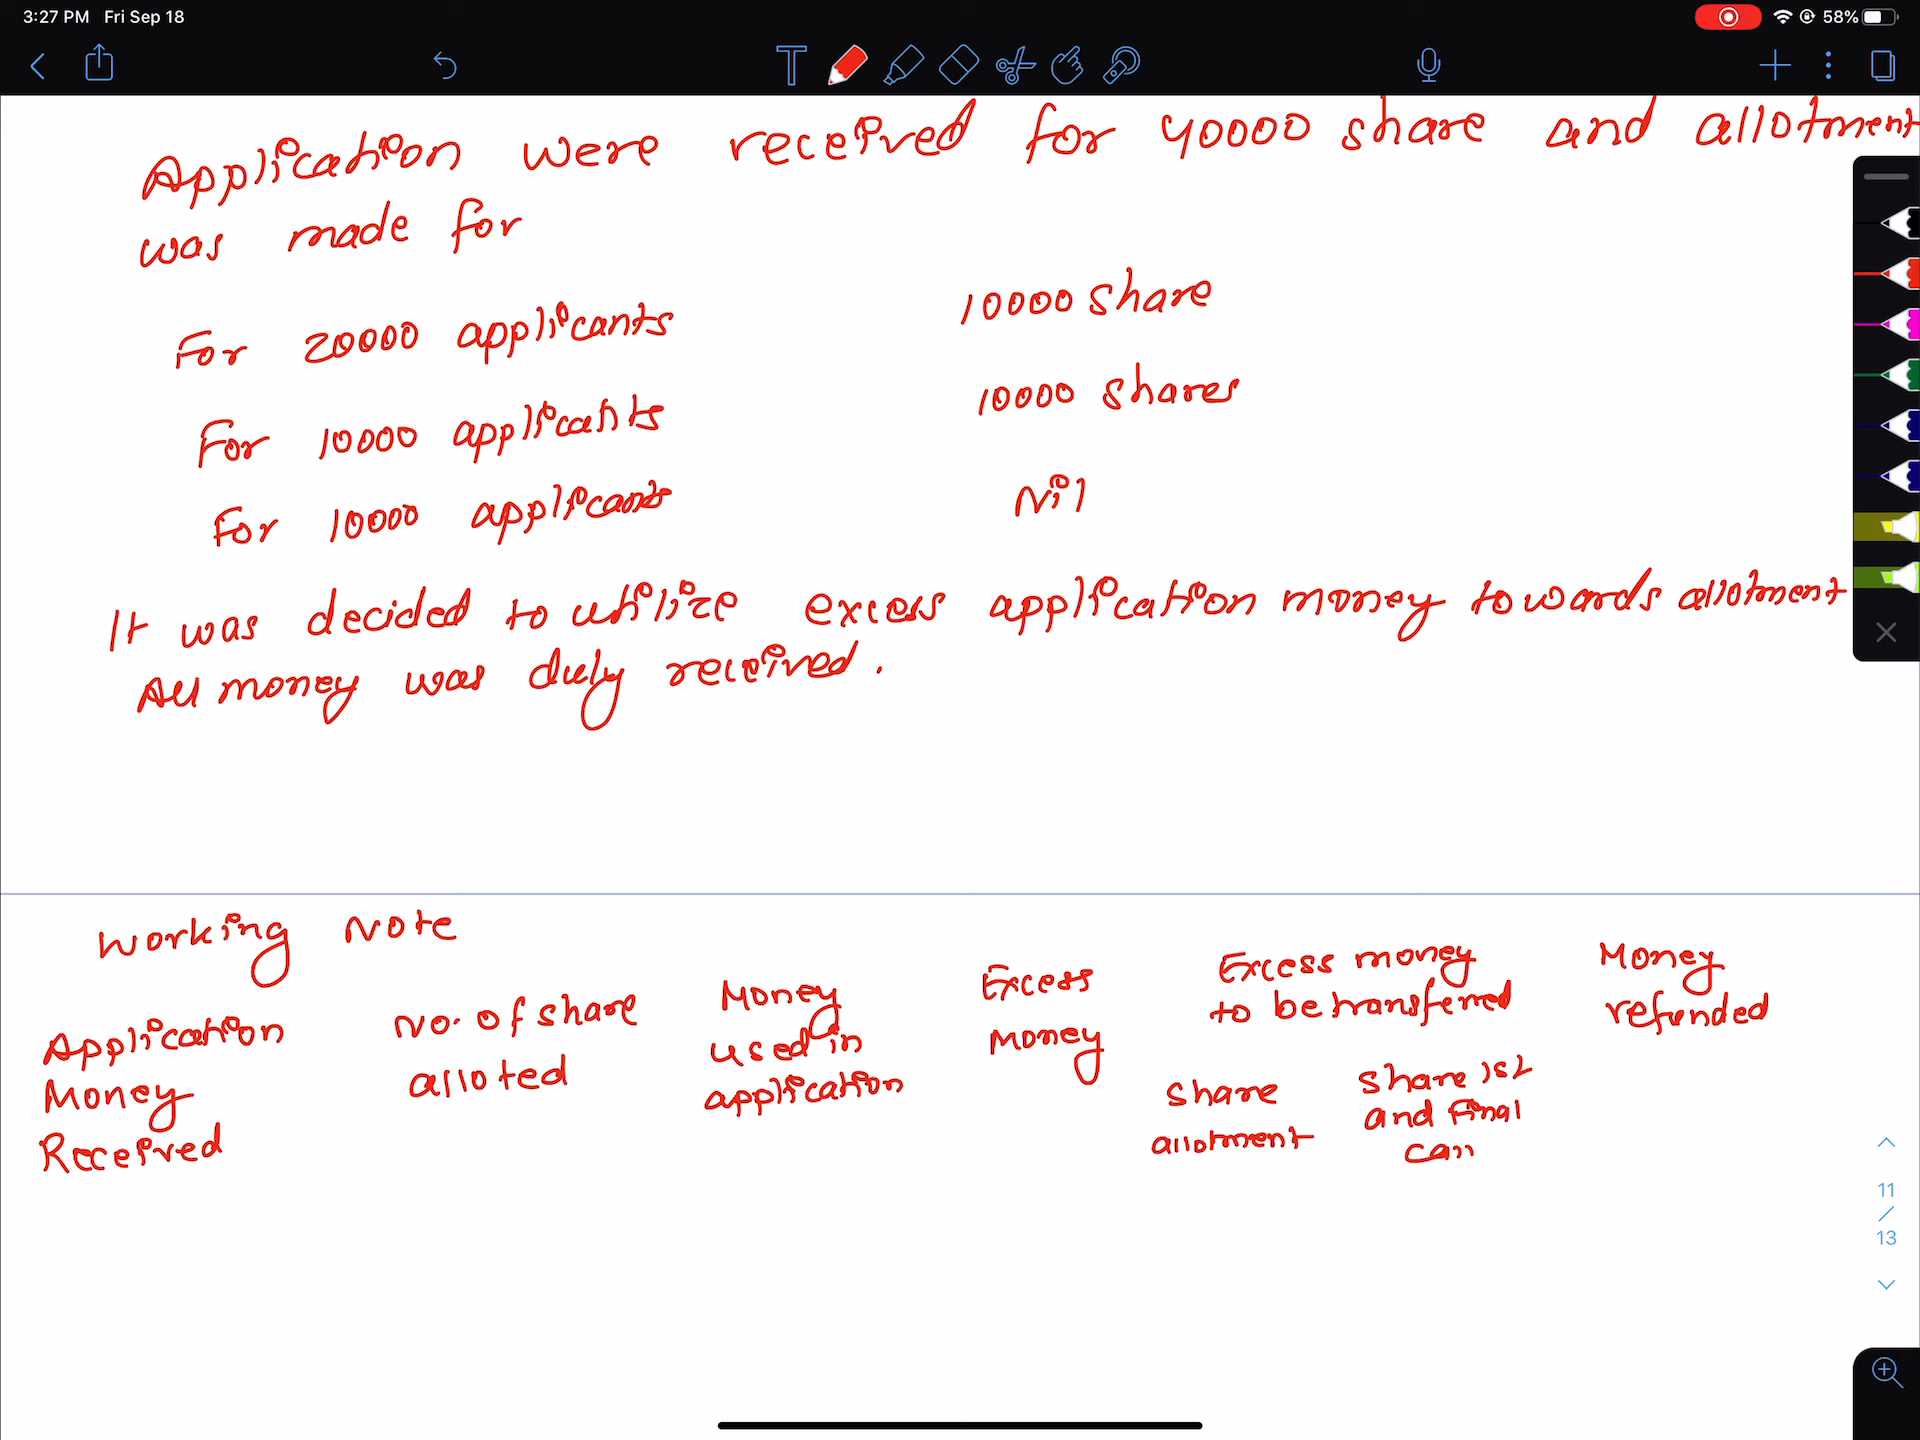 3:27 PM Fri Sep 18
58%
Application were received for 40000 share and allotment
was made for
For 20000 applicants 10000 share
For 10000 applicants 10000 shares
For 10000 applicants Nil
It was decided to utilize excess application money towards allotment
All money was duly received.
Working Note
Application Money Received
No. of share alloted
Money used in application
Excess Money
Excess money to be transferred
Share allotment
Share 1st and final call
Money refunded
11
/
13